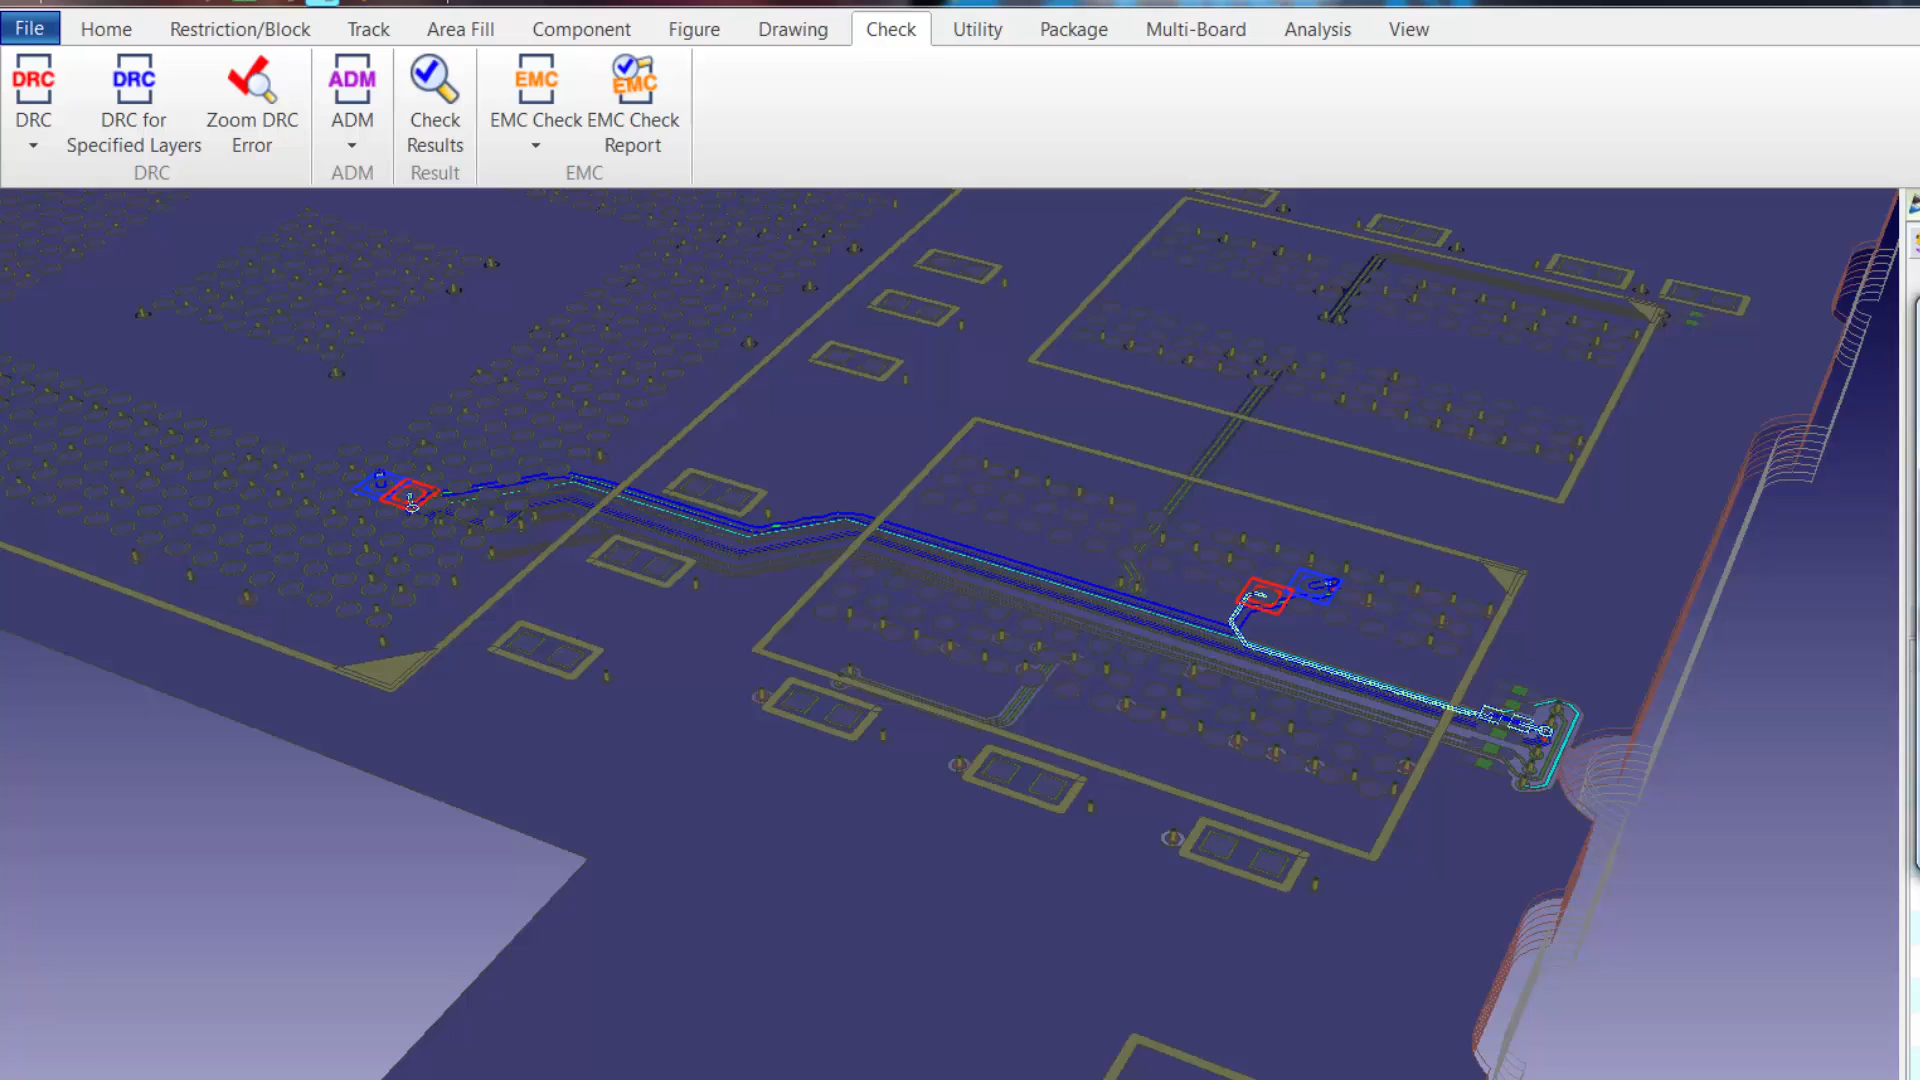 File Home Restriction/Block Track Area Fill Component Figure Drawing Check Utility Package Multi-Board Analysis View
DRC DRC ADM EMC EMC
DRC DRC for Zoom DRC ADM Check EMC Check EMC Check
Specified Layers Error Results Report
DRC ADM Result EMC